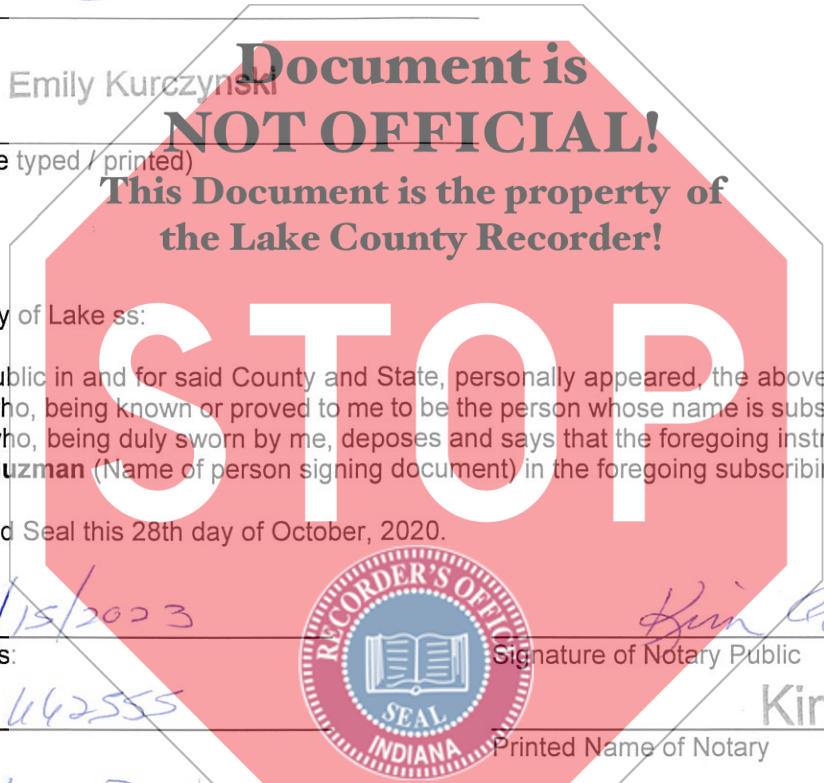 Emily Kurczynski
Document is
NOT OFFICIAL!
e typed / printed)
This Document is the property of
the Lake County Recorder!
y of Lake ss:
STOP
ublic in and for said County and State, personally appeared, the above
ho, being known or proved to me to be the person whose name is subs
ho, being duly sworn by me, deposes and says that the foregoing instr
uzman (Name of person signing document) in the foregoing subscribin
d Seal this 28th day of October, 2020.
/15/2023
Kim
RECORDER'S OFFICE
SEAL
INDIANA
s:
Signature of Notary Public
662555
Kim
Printed Name of Notary